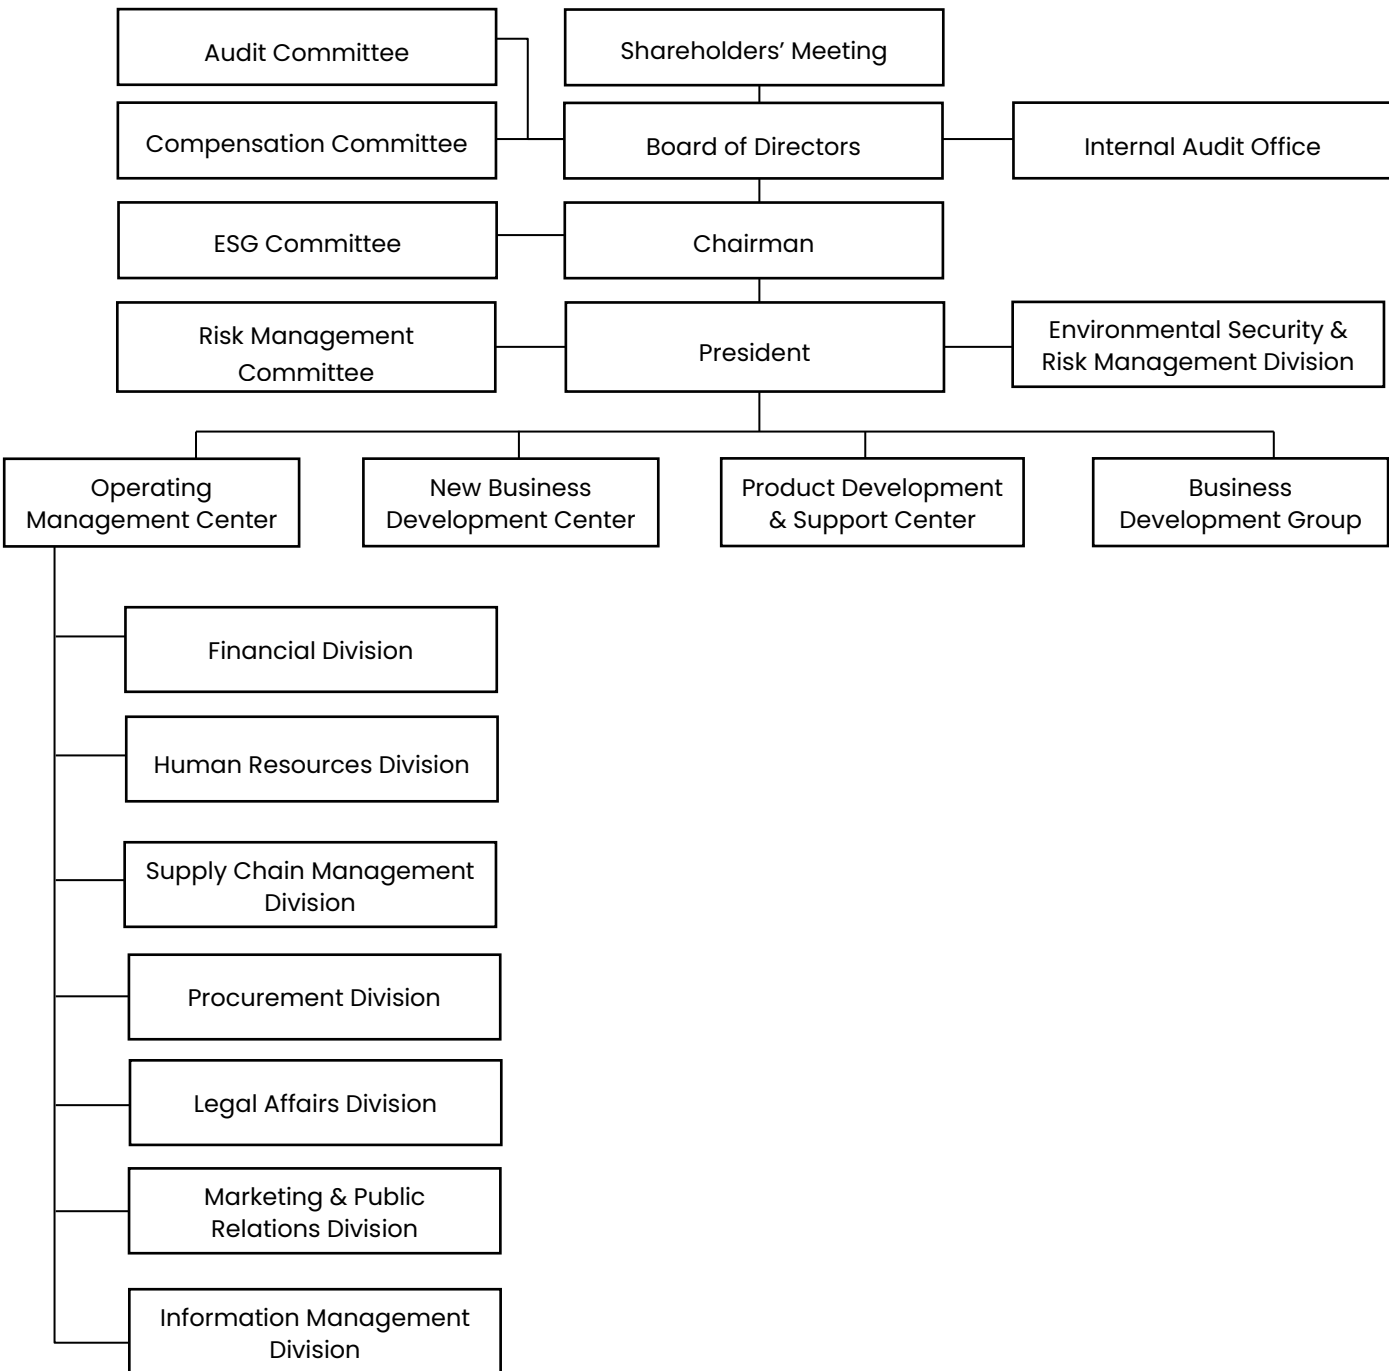 Audit Committee
Shareholders’ Meeting
Compensation Committee
Board of Directors
Internal Audit Office
ESG Committee
Chairman
Risk Management
Committee
President
Environmental Security &
Risk Management Division
Operating
Management Center
New Business
Development Center
Product Development
& Support Center
Business
Development Group
Financial Division
Human Resources Division
Supply Chain Management
Division
Procurement Division
Legal Affairs Division
Marketing & Public
Relations Division
Information Management
Division